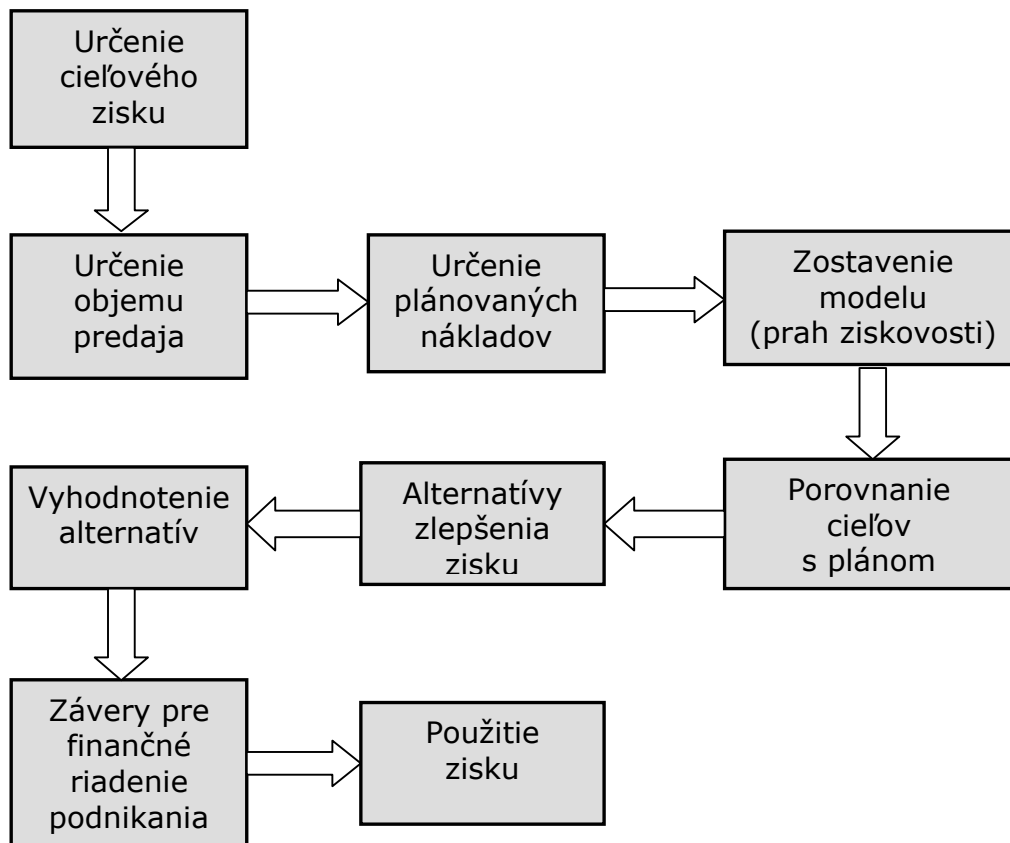 Určenie
cieľového
zisku
Určenie
objemu
predaja
Určenie
plánovaných
nákladov
Zostavenie
modelu
(prah ziskovosti)
Porovnanie
cieľov
s plánom
Alternatívy
zlepšenia
zisku
Vyhodnotenie
alternatív
Závery pre
finančné
riadenie
podnikania
Použitie
zisku